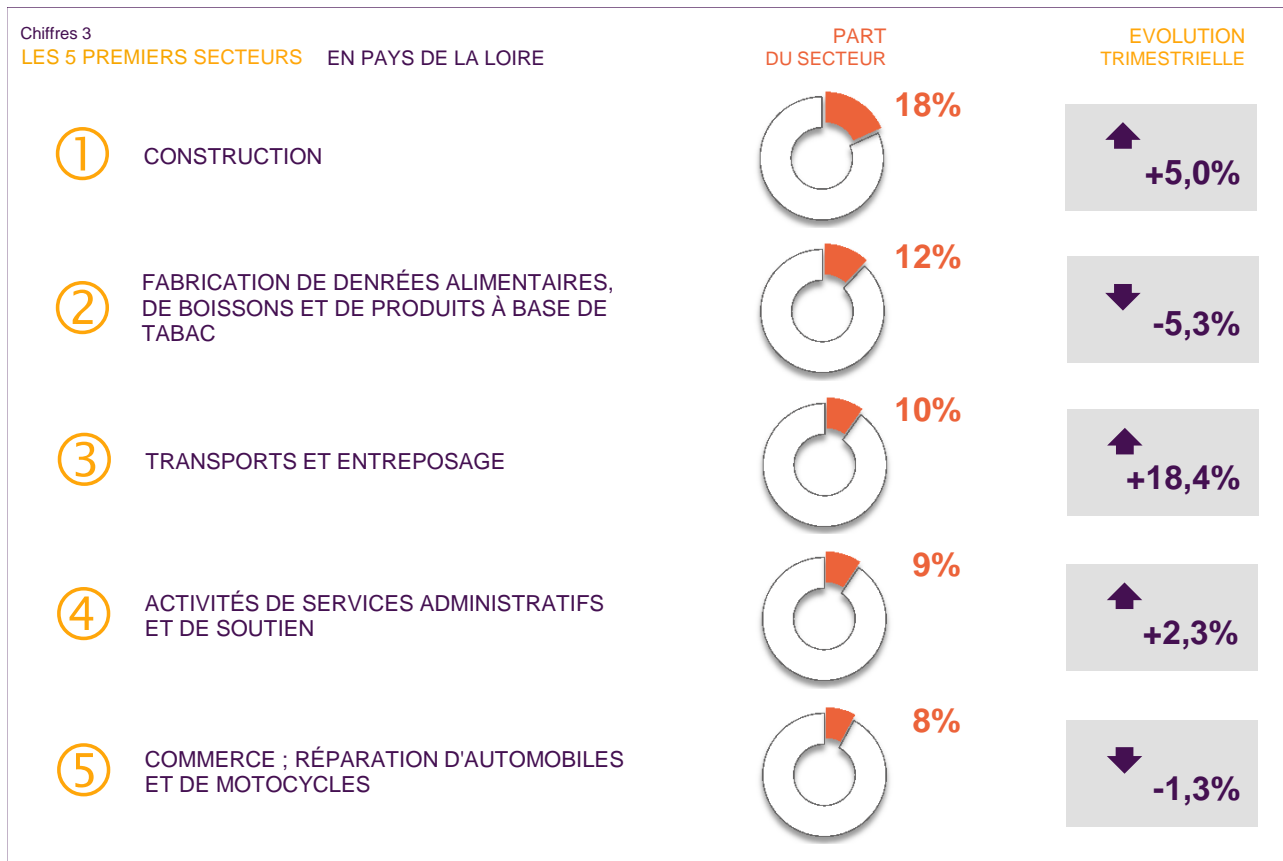 Chiffres 3
LES 5 PREMIERS SECTEURS EN PAYS DE LA LOIRE
PART
DU SECTEUR
EVOLUTION
TRIMESTRIELLE
1
CONSTRUCTION
18%
+5,0%
2
FABRICATION DE DENRÉES ALIMENTAIRES,
DE BOISSONS ET DE PRODUITS À BASE DE
TABAC
12%
-5,3%
3
TRANSPORTS ET ENTREPOSAGE
10%
+18,4%
4
ACTIVITÉS DE SERVICES ADMINISTRATIFS
ET DE SOUTIEN
9%
+2,3%
5
COMMERCE ; RÉPARATION D'AUTOMOBILES
ET DE MOTOCYCLES
8%
-1,3%